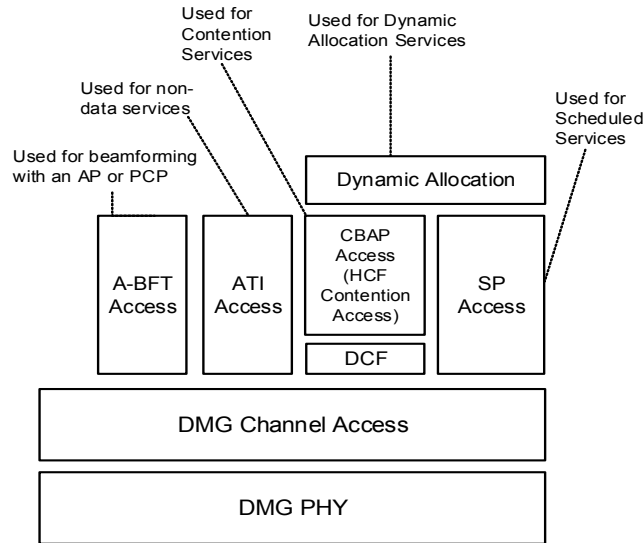 Used for
Contention
Services
Used for Dynamic
Allocation Services
Used for non-
data services
Used for
Scheduled
Services
Used for beamforming
with an AP or PCP
Dynamic Allocation
A-BFT
Access
ATI
Access
CBAP
Access
(HCF
Contention
Access)
SP
Access
DCF
DMG Channel Access
DMG PHY